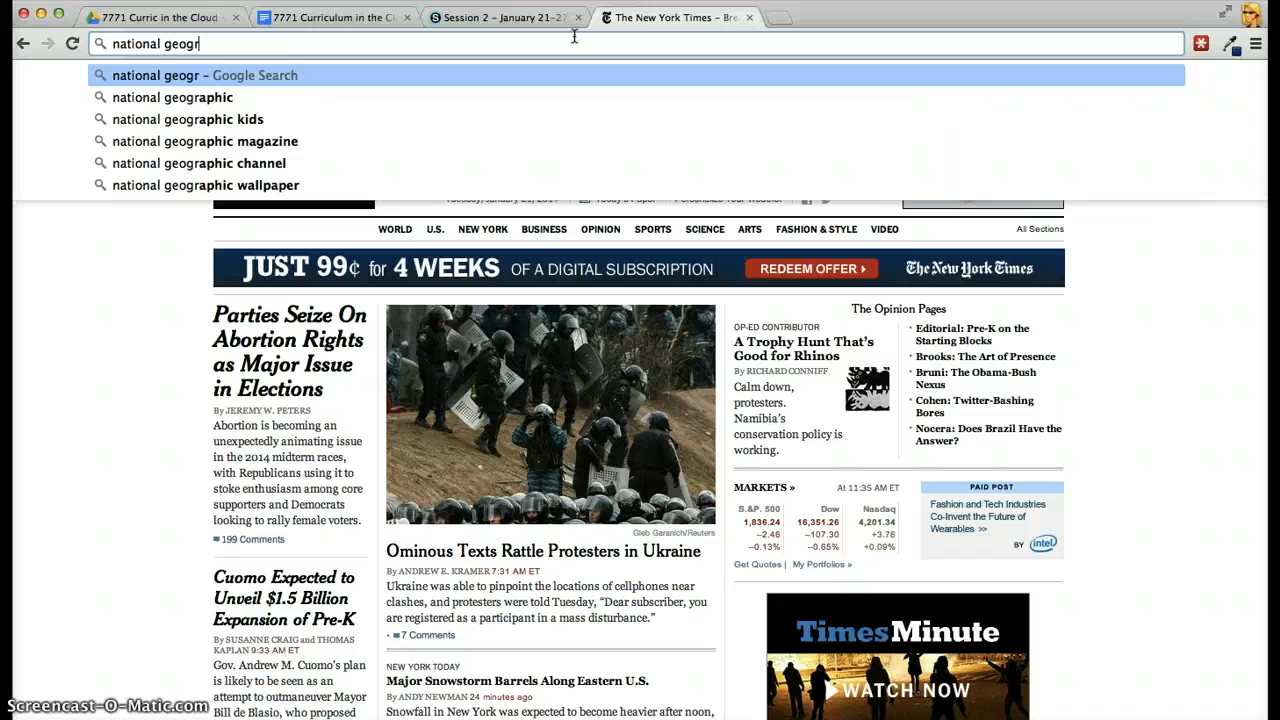 7771 Curric in the Cloud
7771 Curriculum in the Cl
Session 2 – January 21–27
The New York Times – Bre
national geogr
national geogr – Google Search
national geographic
national geographic kids
national geographic magazine
national geographic channel
national geographic wallpaper
WORLD U.S. NEW YORK BUSINESS OPINION SPORTS SCIENCE ARTS FASHION & STYLE VIDEO All Sections
JUST 99¢ for 4 WEEKS OF A DIGITAL SUBSCRIPTION REDEEM OFFER The New York Times
Parties Seize On
Abortion Rights
as Major Issue
in Elections
By JEREMY W. PETERS
Abortion is becoming an
unexpectedly animating issue
in the 2014 midterm races,
with Republicans using it to
stoke enthusiasm among core
supporters and Democrats
looking to rally female voters.
199 Comments
Cuomo Expected to
Unveil $1.5 Billion
Expansion of Pre-K
By SUSANNE CRAIG and THOMAS
KAPLAN 9:33 AM ET
Gov. Andrew M. Cuomo's plan
is likely to be seen as an
attempt to outmaneuver Mayor
Bill de Blasio, who proposed
Gleb Garanich/Reuters
Ominous Texts Rattle Protesters in Ukraine
By ANDREW E. KRAMER 7:31 AM ET
Ukraine was able to pinpoint the locations of cellphones near
clashes, and protesters were told Tuesday, “Dear subscriber, you
are registered as a participant in a mass disturbance.”
7 Comments
NEW YORK TODAY
Major Snowstorm Barrels Along Eastern U.S.
By ANDY NEWMAN 24 minutes ago
Snowfall in New York was expected to become heavier after noon,
The Opinion Pages
OP-ED CONTRIBUTOR
A Trophy Hunt That's
Good for Rhinos
By RICHARD CONNIFF
Calm down,
protesters.
Namibia's
conservation policy is
working.
Editorial: Pre-K on the
Starting Blocks
Brooks: The Art of Presence
Bruni: The Obama-Bush
Nexus
Cohen: Twitter-Bashing
Bores
Nocera: Does Brazil Have the
Answer?
MARKETS » At 11:35 AM ET
S.&P. 500 Dow Nasdaq
1,836.24 16,351.26 4,201.34
–2.46 –107.30 +3.76
–0.13% –0.65% +0.09%
Get Quotes | My Portfolios »
PAID POST
Fashion and Tech Industries
Co-Invent the Future of
Wearables >>
BY intel
TimesMinute
WATCH NOW
Screencast-O-Matic.com